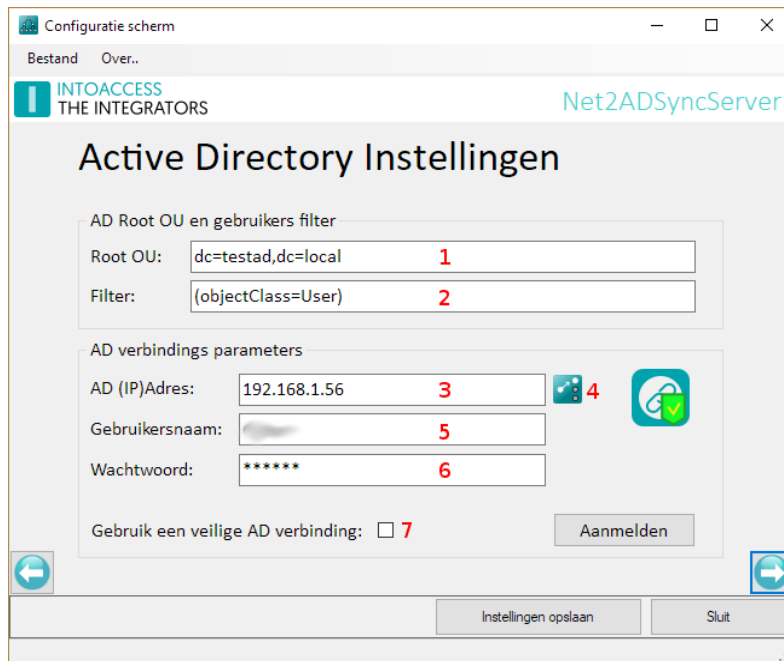 Configuratie scherm
Bestand Over..
INTOACCESS
THE INTEGRATORS
Net2ADSyncServer
Active Directory Instellingen
AD Root OU en gebruikers filter
Root OU: dc=testad,dc=local 1
Filter: (objectClass=User) 2
AD verbindings parameters
AD (IP)Adres: 192.168.1.56 3 4
Gebruikersnaam: 5
Wachtwoord: ****** 6
Gebruik een veilige AD verbinding: 7 Aanmelden
Instellingen opslaan Sluit